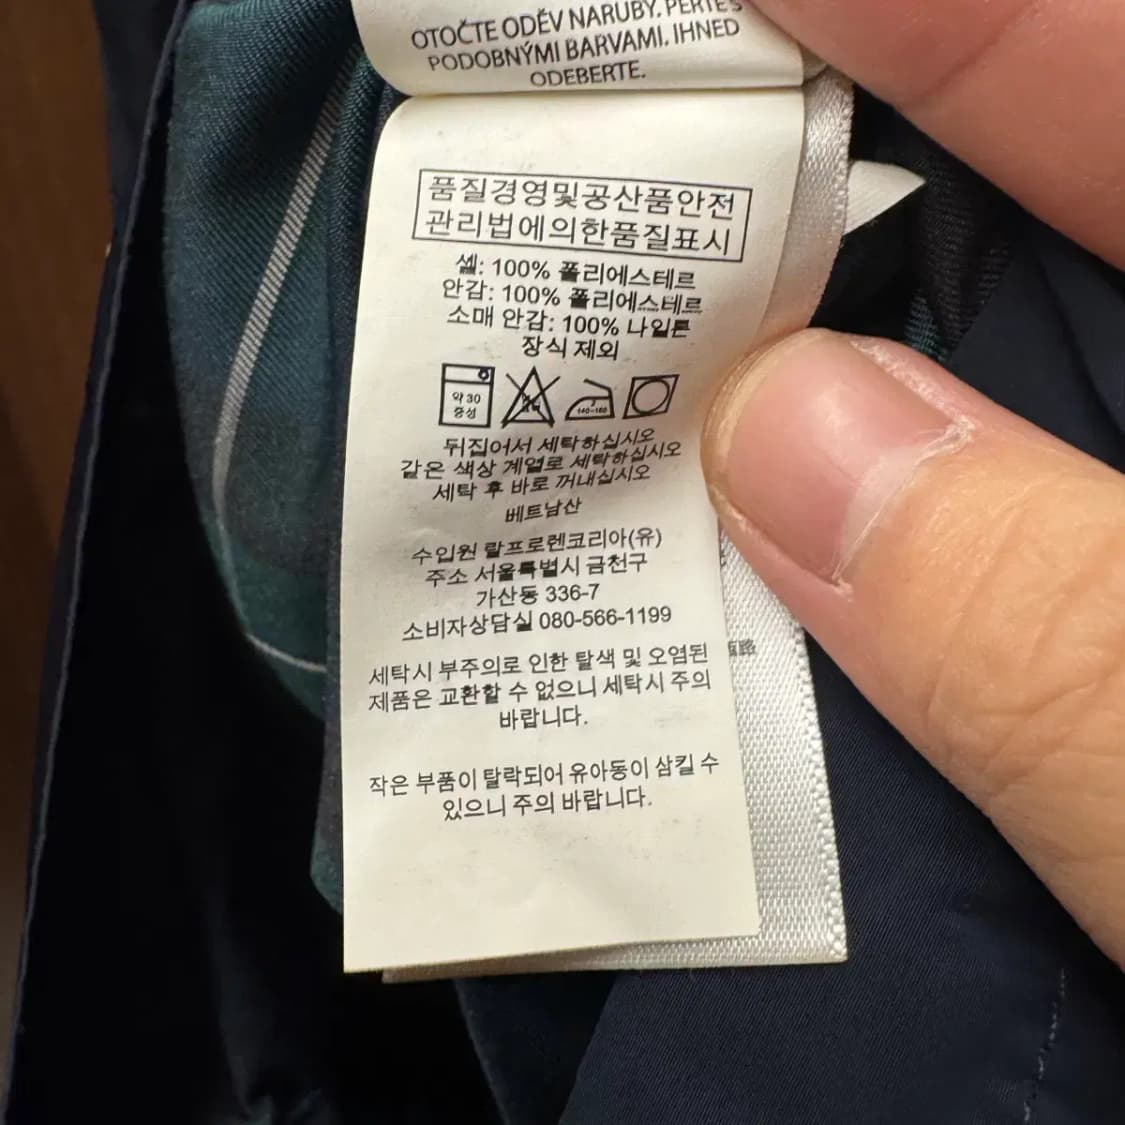 OTOČTE ODĚV NARUBY. PERTE S
PODOBNÝMI BARVAMI. IHNED
ODEBERTE.
품질경영및공산품안전
관리법에의한품질표시
쉘: 100% 폴리에스테르
안감: 100% 폴리에스테르
소매 안감: 100% 나일론
장식 제외
약 30
중성
140~160
뒤집어서 세탁하십시오
같은 색상 계열로 세탁하십시오
세탁 후 바로 꺼내십시오
베트남산
수입원 랄프로렌코리아(유)
주소 서울특별시 금천구
가산동 336-7
소비자상담실 080-566-1199
세탁시 부주의로 인한 탈색 및 오염된
제품은 교환할 수 없으니 세탁시 주의
바랍니다.
작은 부품이 탈락되어 유아동이 삼킬 수
있으니 주의 바랍니다.